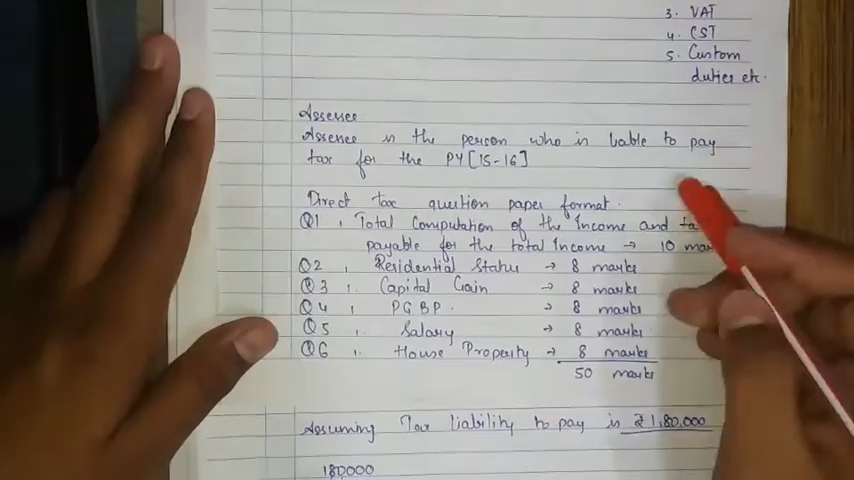 3. VAT
4. CST
5. Custom
duties etc.
Assessee
Assessee is the person who is liable to pay
tax for the PY [15-16]
Direct Tax question paper format.
Q1 . Total Computation of the Income and
payable for the total Income → 10 marks
Q2 . Residential Status → 8 marks
Q3 . Capital Gain → 8 marks
Q4 . PGBP. → 8 marks
Q5 . Salary → 8 marks
Q6 . House Property → 8 marks
50 marks
Assuming Tax liability to pay is ₹ 1,80,000
180000